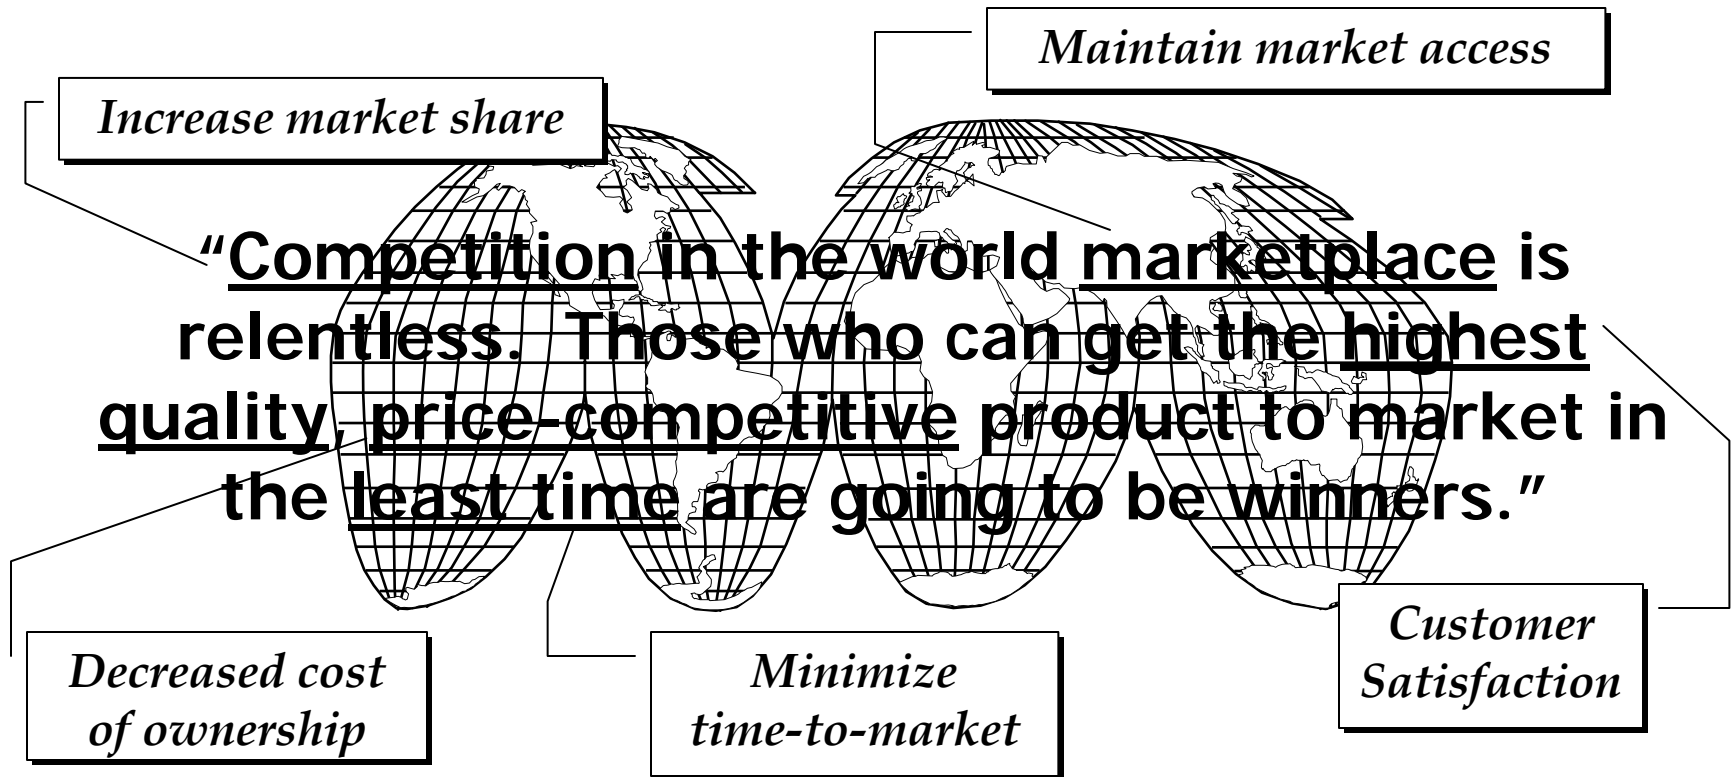 Maintain market access
Increase market share
“Competition in the world marketplace is
relentless. Those who can get the highest
quality, price-competitive product to market in
the least time are going to be winners.”
Customer
Satisfaction
Decreased cost
of ownership
Minimize
time-to-market